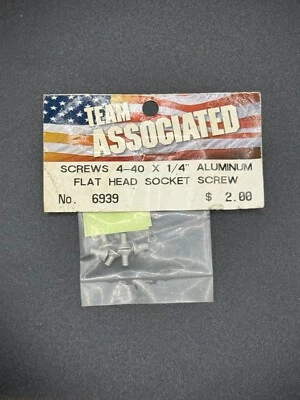 TEAM
ASSOCIATED
SCREWS 4-40 X 1/4" ALUMINUM
FLAT HEAD SOCKET SCREW
No. 6939 $ 2.00